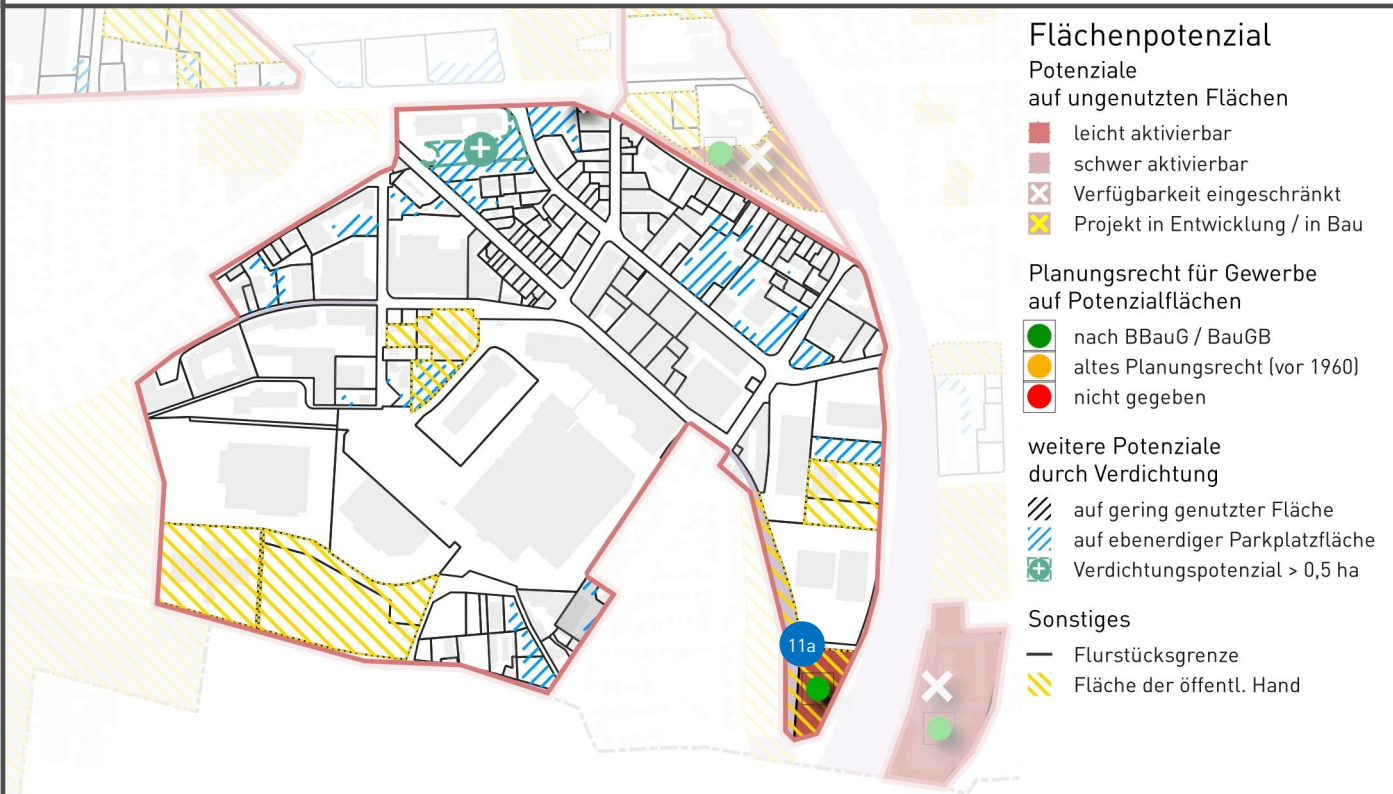 Flächenpotenzial
Potenziale
auf ungenutzten Flächen
leicht aktivierbar
schwer aktivierbar
Verfügbarkeit eingeschränkt
Projekt in Entwicklung / in Bau
Planungsrecht für Gewerbe
auf Potenzialflächen
nach BBauG / BauGB
altes Planungsrecht (vor 1960)
nicht gegeben
weitere Potenziale
durch Verdichtung
auf gering genutzter Fläche
auf ebenerdiger Parkplatzfläche
Verdichtungspotenzial > 0,5 ha
Sonstiges
Flurstücksgrenze
Fläche der öffentl. Hand
11a